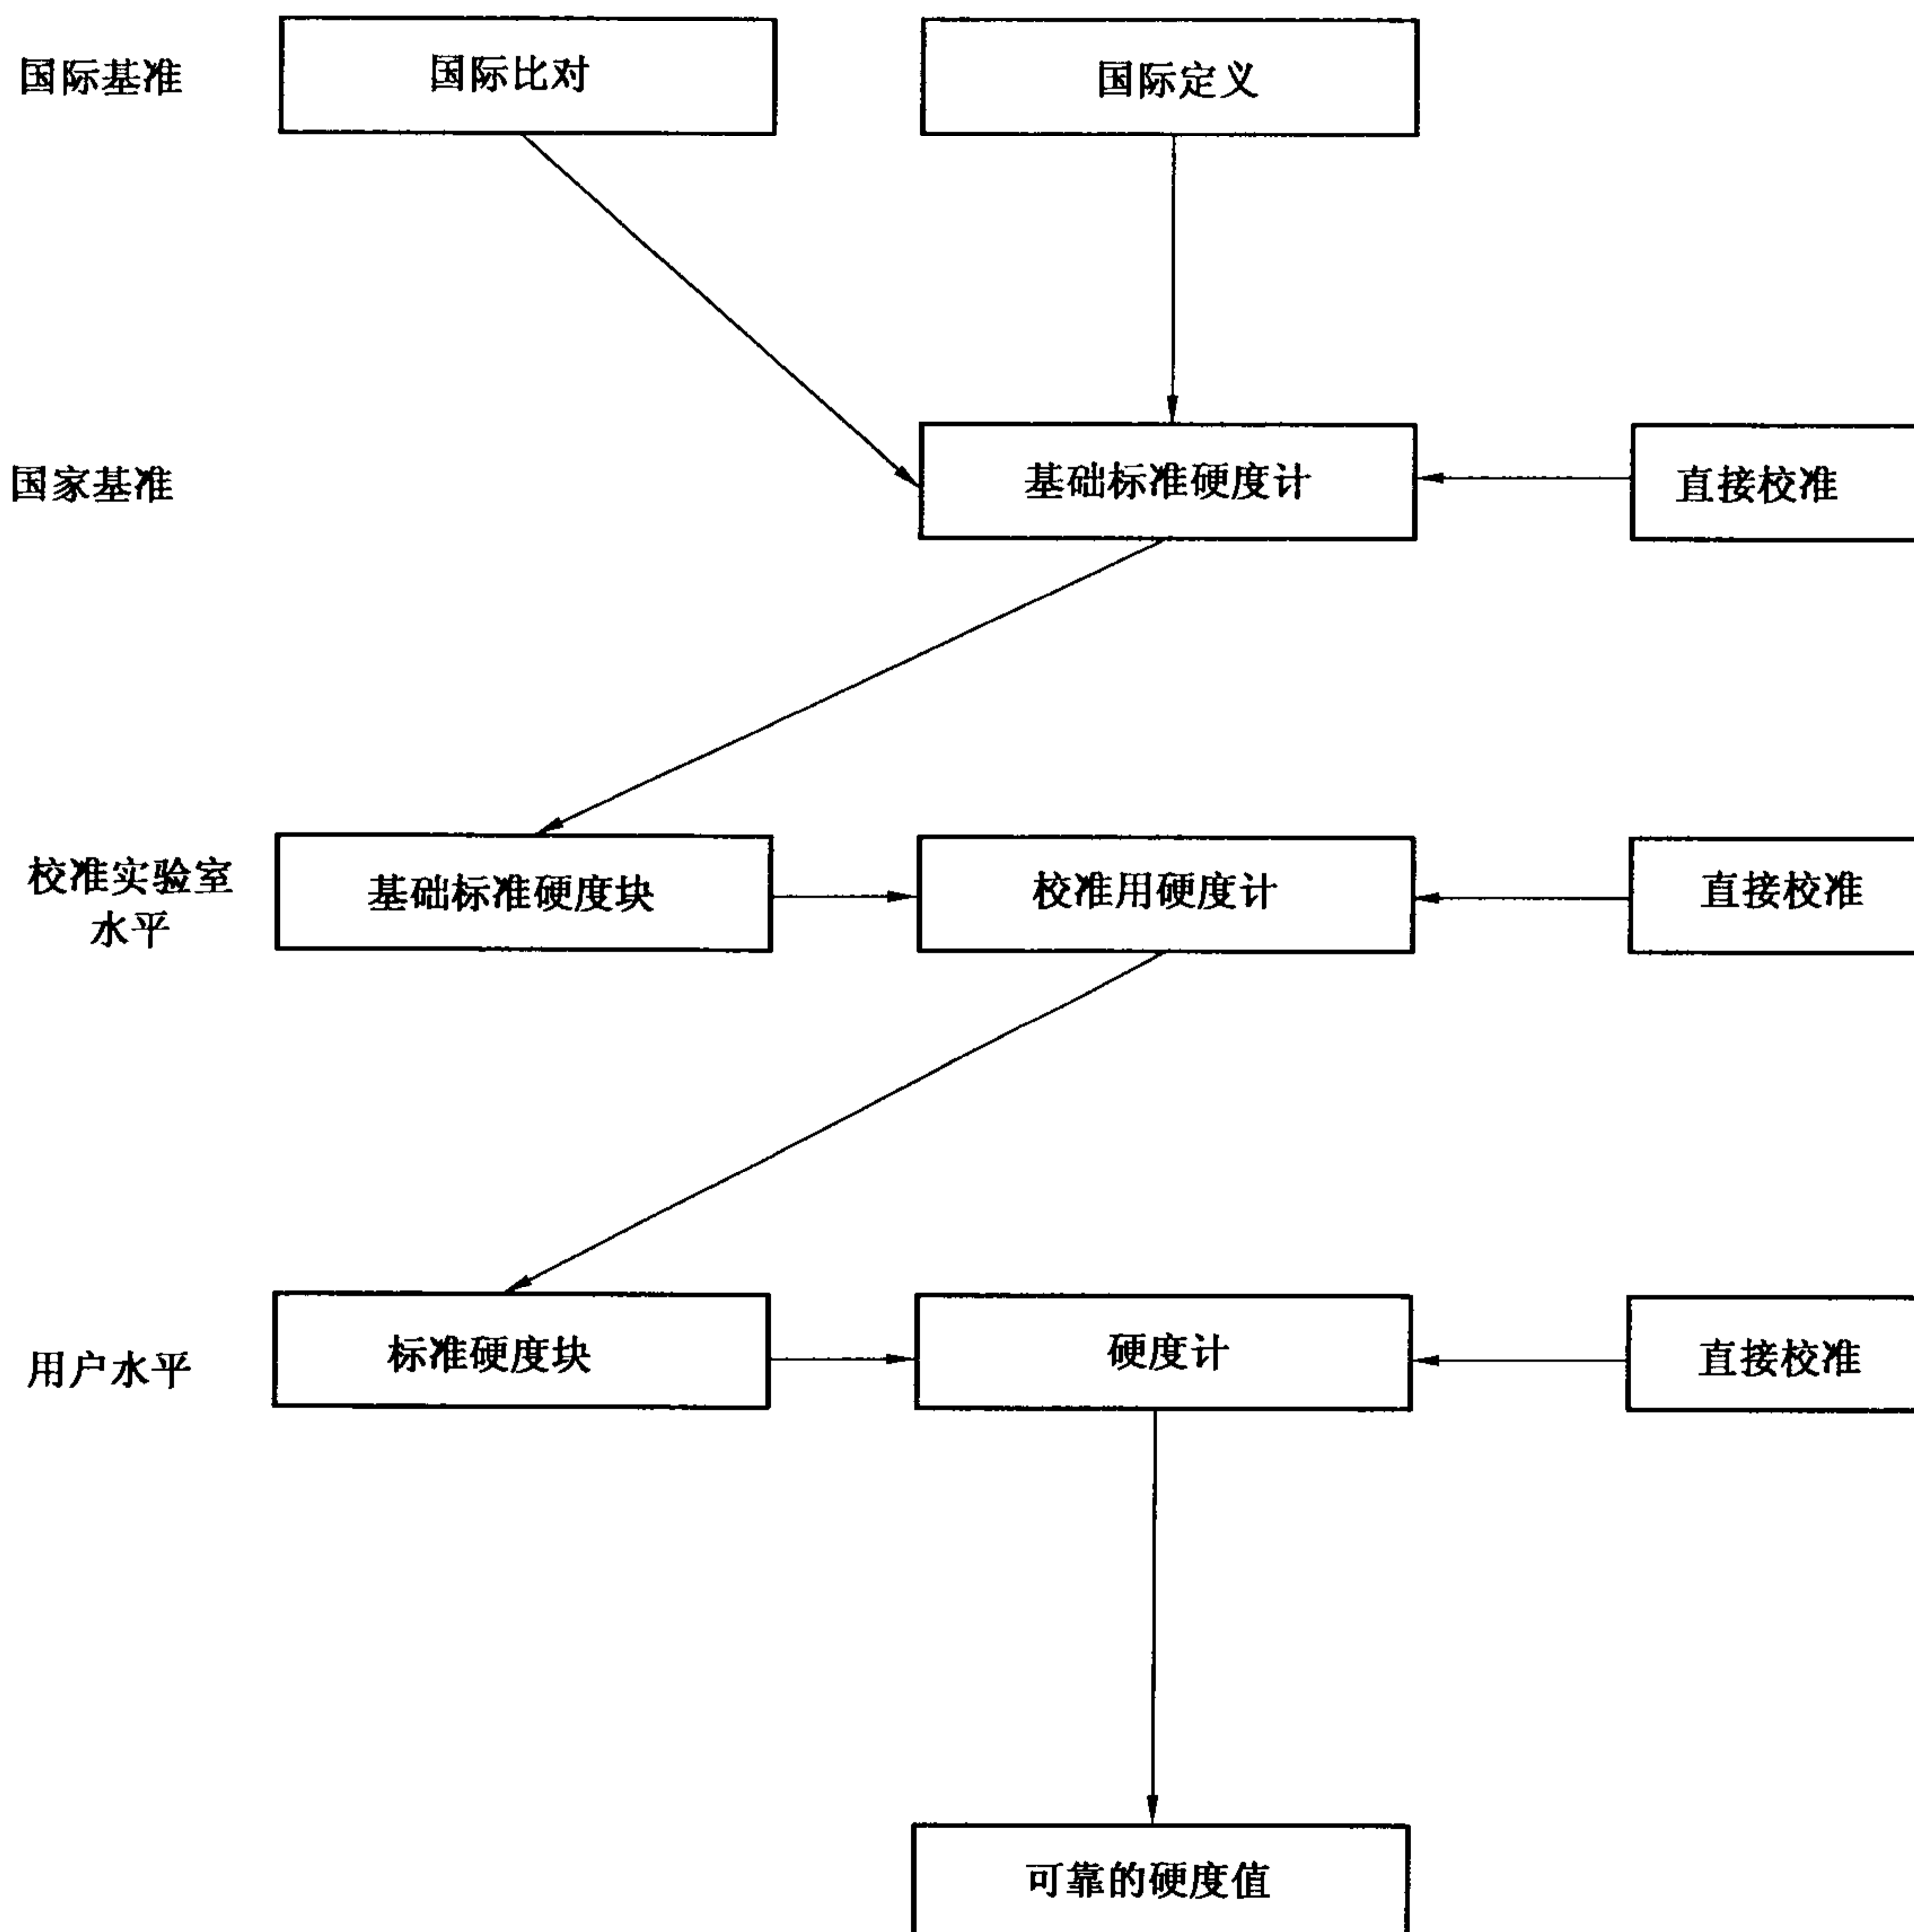 国际基准
国际比对
国际定义
国家基准
基础标准硬度计
直接校准
校准实验室
水平
基础标准硬度块
校准用硬度计
直接校准
用户水平
标准硬度块
硬度计
直接校准
可靠的硬度值